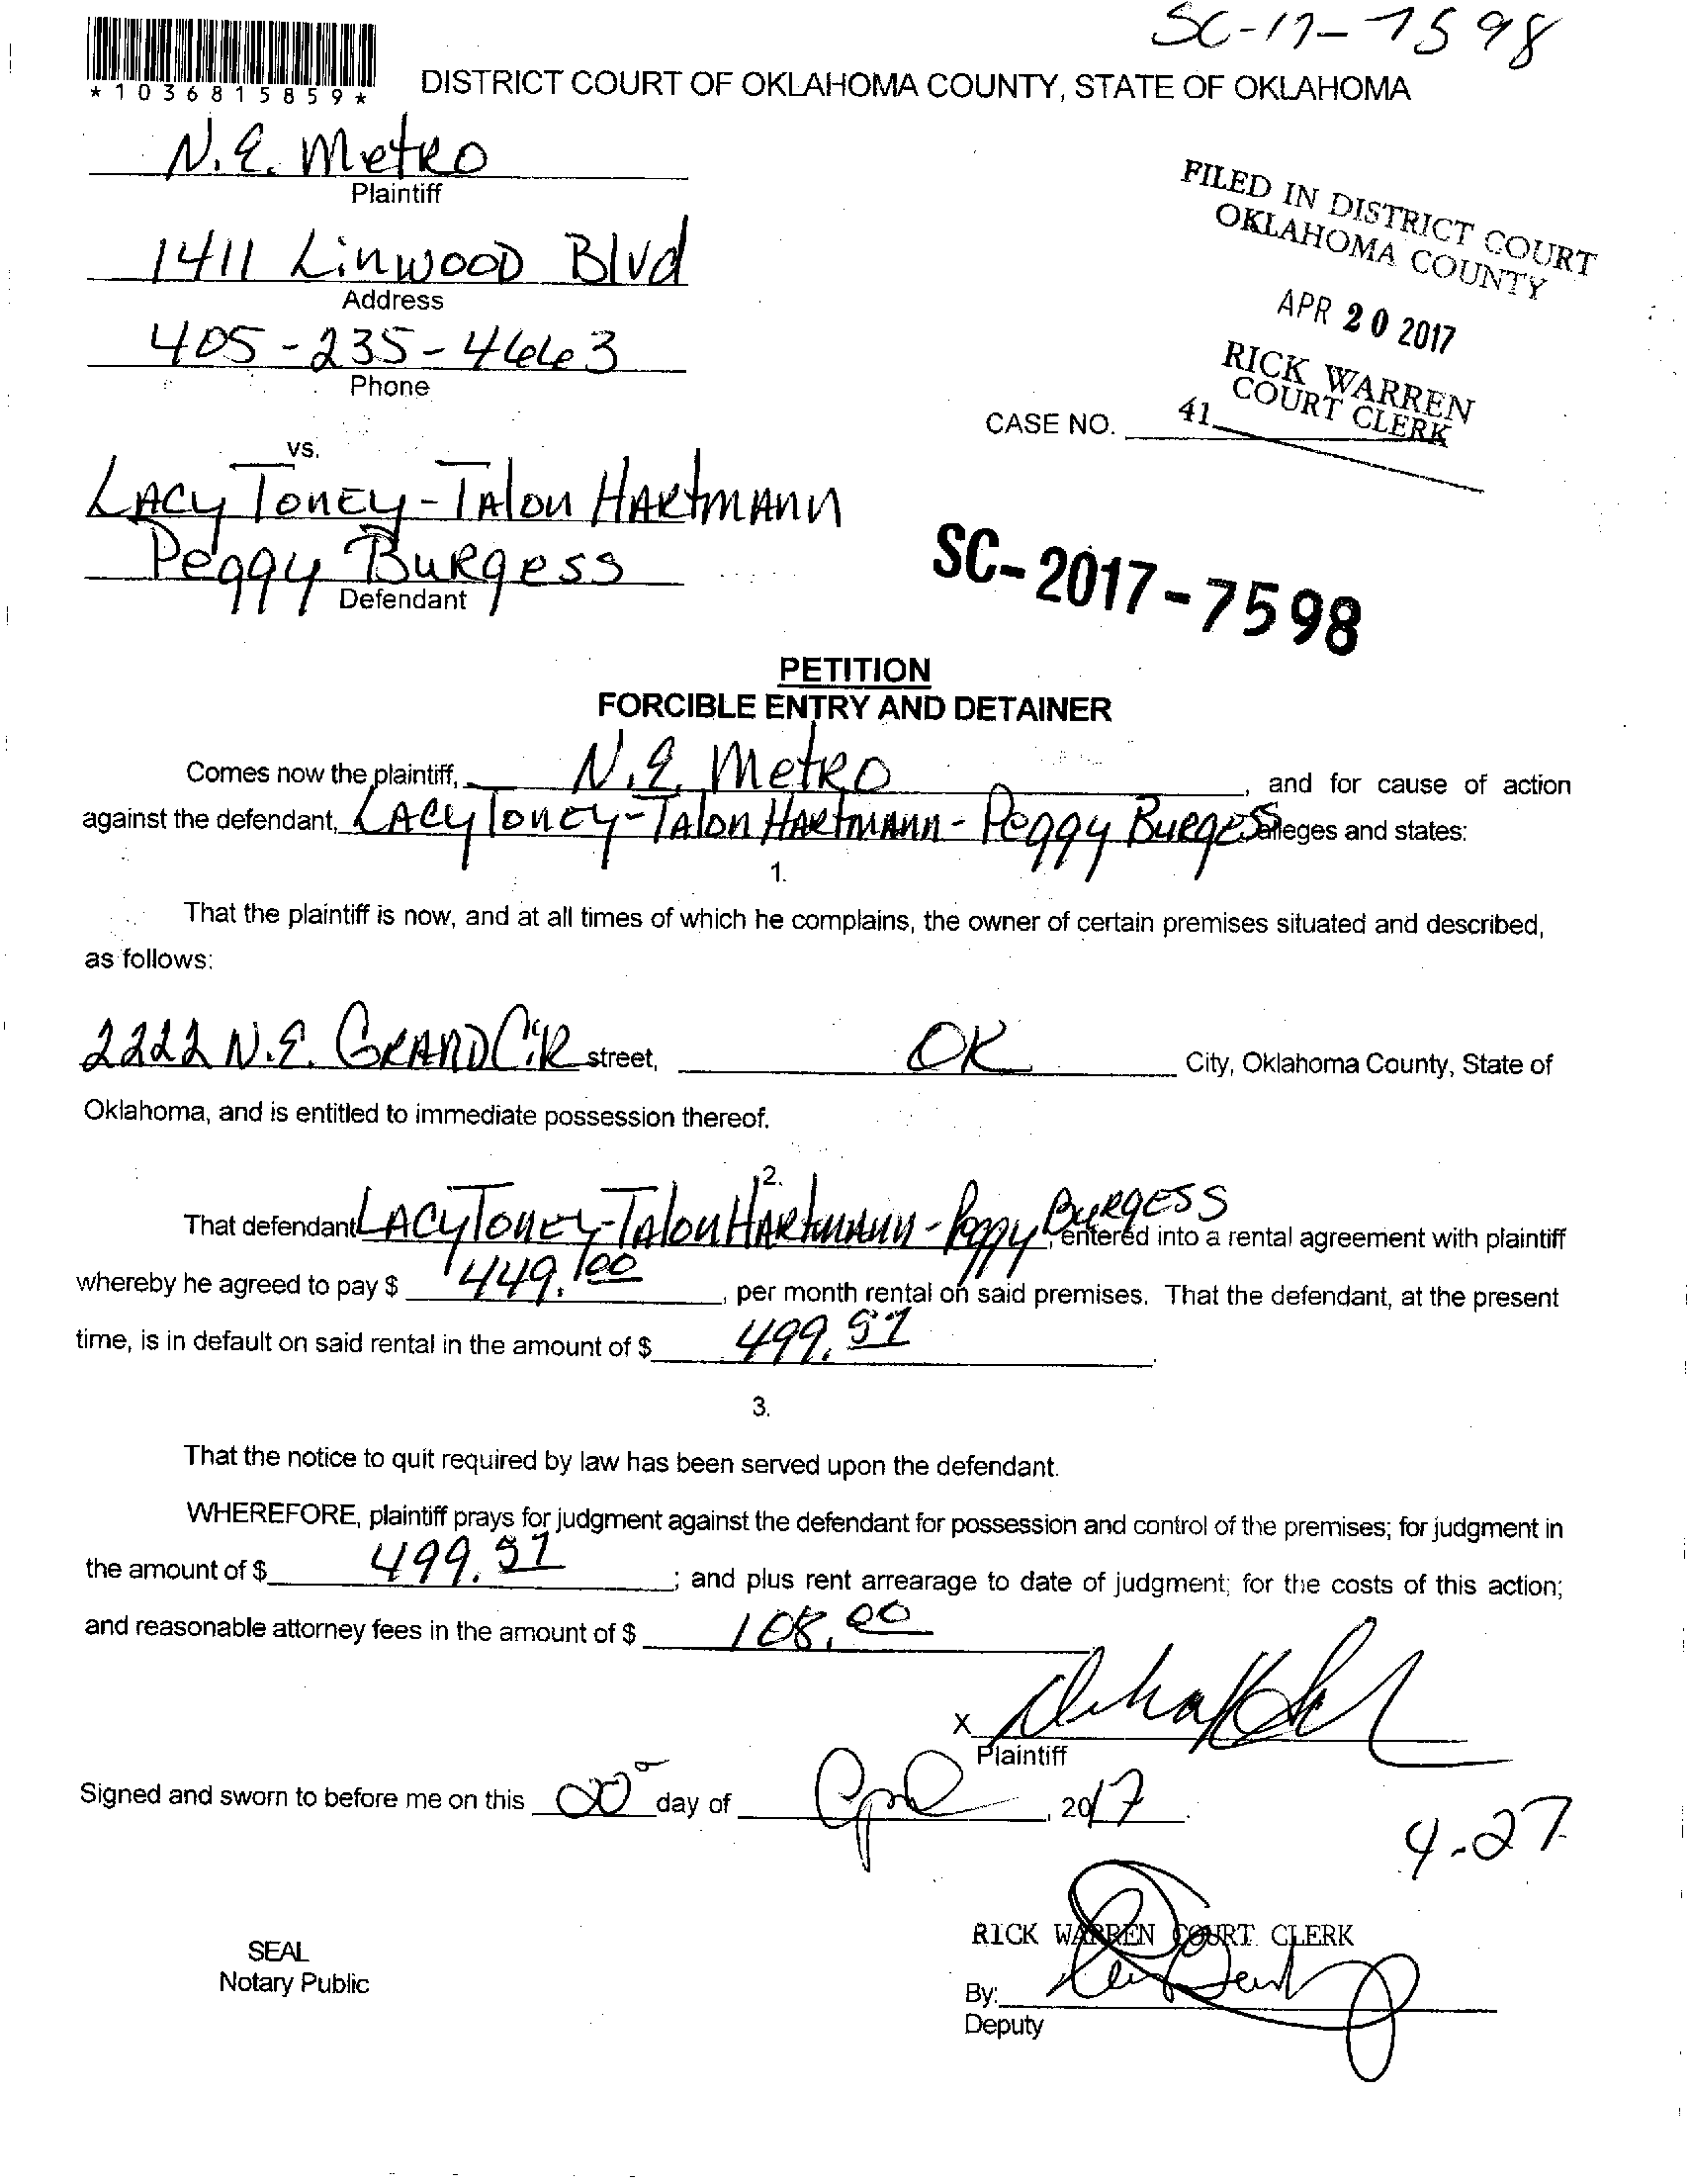 SC-17-7598
*1036815859*
DISTRICT COURT OF OKLAHOMA COUNTY, STATE OF OKLAHOMA
N.E. Metro
Plaintiff
1411 Linwood Blvd
Address
405-235-4663
Phone
FILED IN DISTRICT COURT
OKLAHOMA COUNTY
APR 20 2017
RICK WARREN
COURT CLERK
41
CASE NO.
vs.
Lacy Toney-Talon Hartmann
Peggy Burgess
Defendant
SC-2017-7598
PETITION
FORCIBLE ENTRY AND DETAINER
Comes now the plaintiff, N.E. Metro, and for cause of action
against the defendant, Lacy Toney-Talon Hartmann-Peggy Burgess alleges and states:
1.
That the plaintiff is now, and at all times of which he complains, the owner of certain premises situated and described,
as follows:
2222 N.E. Grand Cir street, OK City, Oklahoma County, State of
Oklahoma, and is entitled to immediate possession thereof.
2.
That defendant Lacy Toney-Talon Hartmann-Peggy Burgess, entered into a rental agreement with plaintiff
whereby he agreed to pay $ 449.00, per month rental on said premises. That the defendant, at the present
time, is in default on said rental in the amount of $ 499.51.
3.
That the notice to quit required by law has been served upon the defendant.
WHEREFORE, plaintiff prays for judgment against the defendant for possession and control of the premises; for judgment in
the amount of $ 499.51; and plus rent arrearage to date of judgment; for the costs of this action;
and reasonable attorney fees in the amount of $ 108.00
X
Plaintiff
Signed and sworn to before me on this 20 day of April, 2017.
4-27
RICK WARREN COURT CLERK
SEAL
Notary Public
By:
Deputy